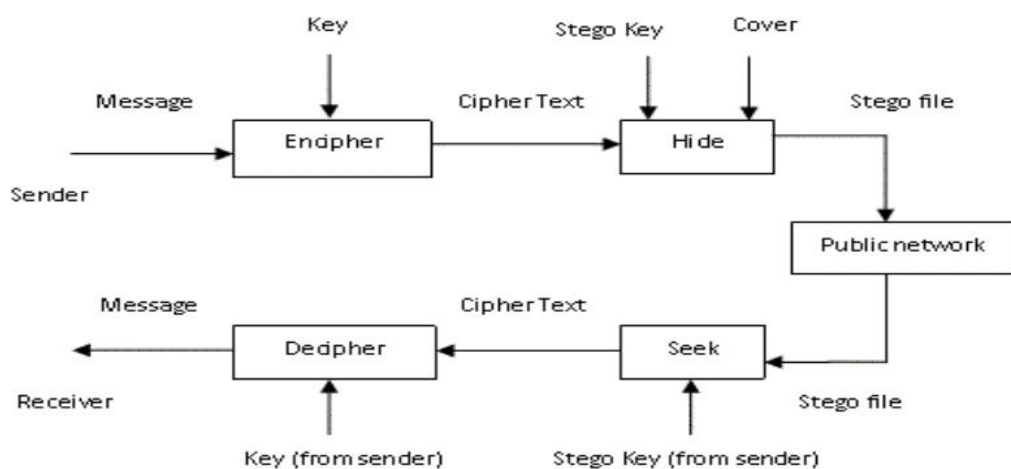 Key
Stego Key
Cover
Message
Cipher Text
Stego file
Encipher
Hide
Sender
Public network
Message
Cipher Text
Decipher
Seek
Receiver
Stego file
Key (from sender)
Stego Key (from sender)